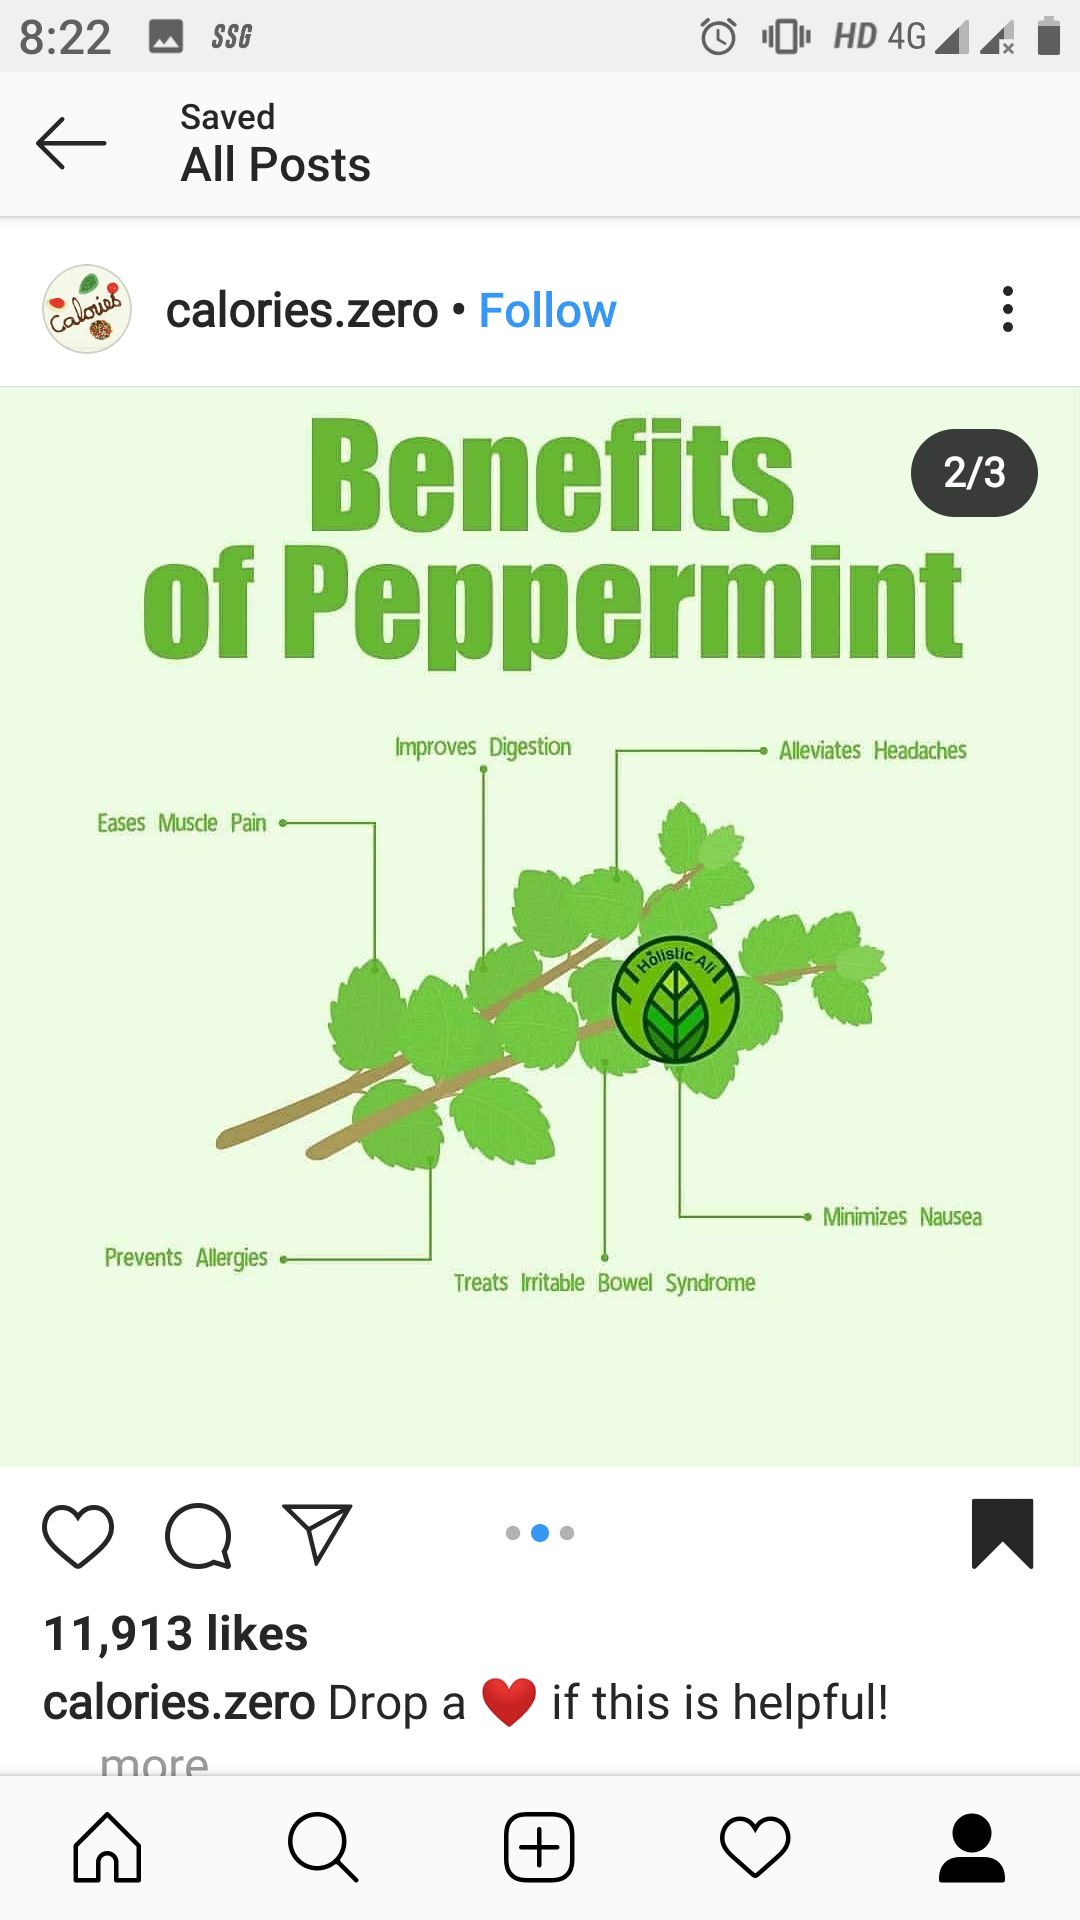 8:22 SSG HD 4G
Saved
All Posts
Calories
calories.zero • Follow
Benefits
2/3
of Peppermint
Improves Digestion
Alleviates Headaches
Eases Muscle Pain
Holistic Ali
Minimizes Nausea
Prevents Allergies
Treats Irritable Bowel Syndrome
11,913 likes
calories.zero Drop a ❤️ if this is helpful!
more